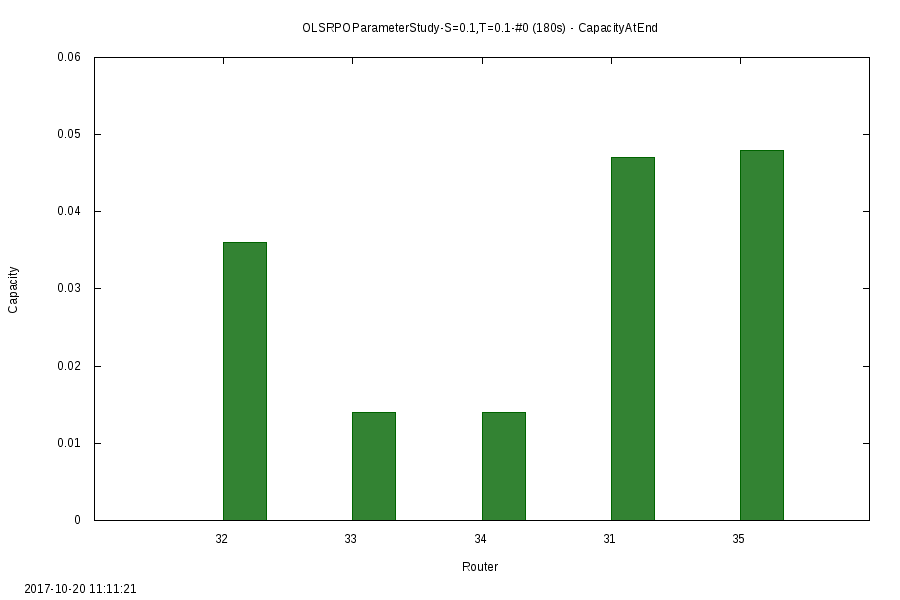 OLSRPOParameterStudy-S=0.1,T=0.1-#0 (180s) - CapacityAtEnd
0.06
0.05
0.04
0.03
0.02
0.01
0
Capacity
32 33 34 31 35
Router
2017-10-20 11:11:21